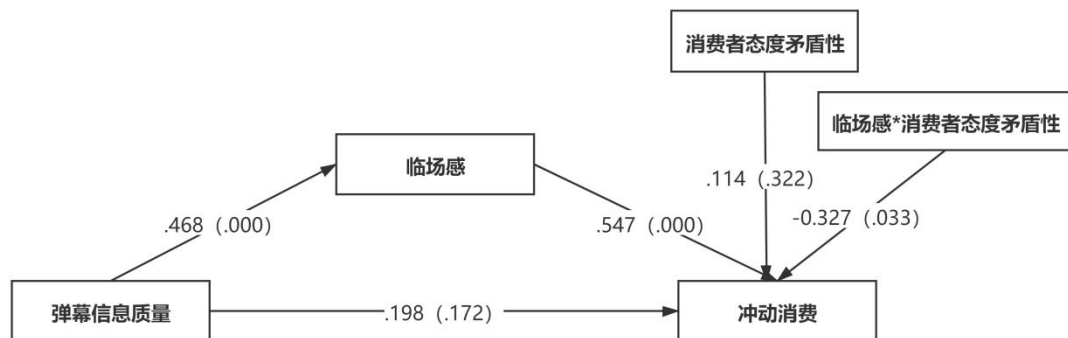 消费者态度矛盾性
临场感*消费者态度矛盾性
临场感
.114（.322）
.468（.000）
.547（.000）
-0.327（.033）
弹幕信息质量
.198（.172）
冲动消费